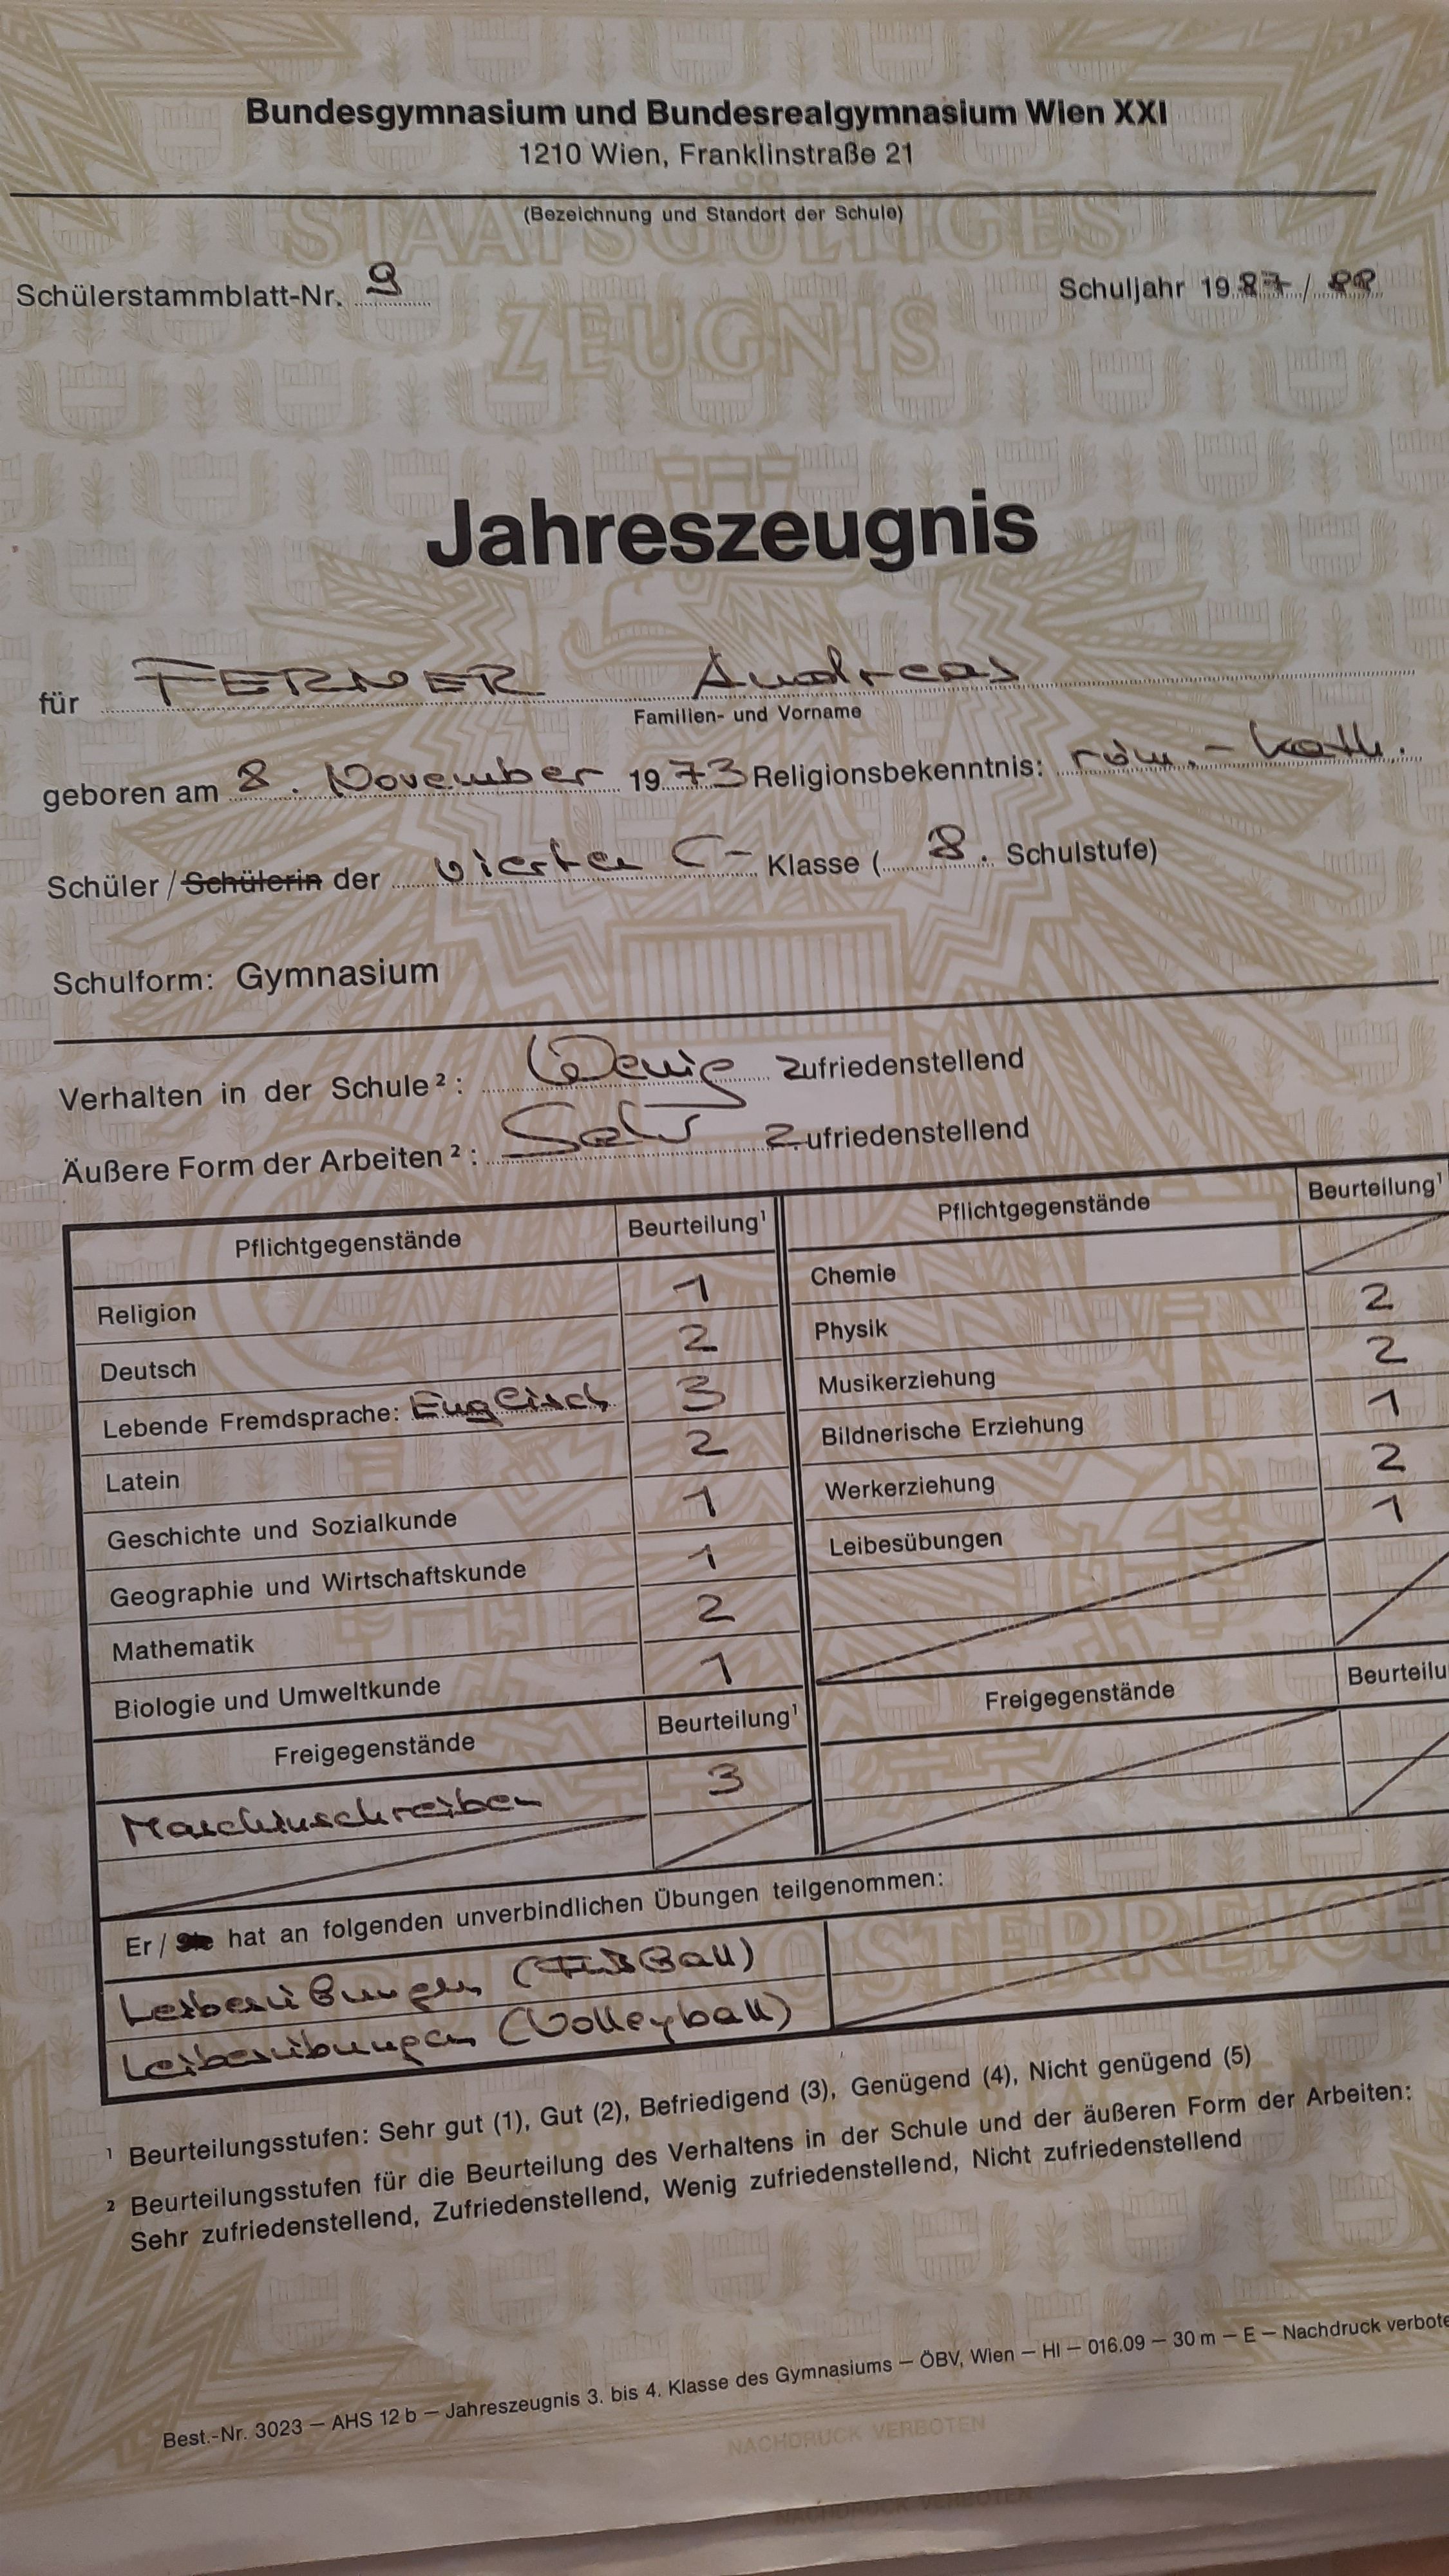 Bundesgymnasium und Bundesrealgymnasium Wien XXI
1210 Wien, Franklinstraße 21
(Bezeichnung und Standort der Schule)
STAATSGÜLTIGES
ZEUGNIS
Schülerstammblatt-Nr. 9
Schuljahr 1987/88
Jahreszeugnis
für FERNER Andreas
Familien- und Vorname
geboren am 8. November 1973 Religionsbekenntnis: röm.-kath.
Schüler / Schülerin der vierten C- Klasse (8. Schulstufe)
Schulform: Gymnasium
Verhalten in der Schule²: Wenig zufriedenstellend
Äußere Form der Arbeiten²: Sehr zufriedenstellend
Pflichtgegenstände Beurteilung¹
Religion 1
Deutsch 2
Lebende Fremdsprache: Englisch 3
Latein 2
Geschichte und Sozialkunde 1
Geographie und Wirtschaftskunde 1
Mathematik 2
Biologie und Umweltkunde 1
Pflichtgegenstände Beurteilung¹
Chemie
Physik 2
Musikerziehung 2
Bildnerische Erziehung 1
Werkerziehung 2
Leibesübungen 1
Freigegenstände Beurteilung¹
Maschinschreiben 3
Freigegenstände Beurteilu
Er / Sie hat an folgenden unverbindlichen Übungen teilgenommen:
Leibesübungen (Fußball)
Leibesübungen (Volleyball)
ÖSTERREICH
¹ Beurteilungsstufen: Sehr gut (1), Gut (2), Befriedigend (3), Genügend (4), Nicht genügend (5)
² Beurteilungsstufen für die Beurteilung des Verhaltens in der Schule und der äußeren Form der Arbeiten:
Sehr zufriedenstellend, Zufriedenstellend, Wenig zufriedenstellend, Nicht zufriedenstellend
Best.-Nr. 3023 — AHS 12 b — Jahreszeugnis 3. bis 4. Klasse des Gymnasiums — ÖBV, Wien — HI — 016.09 — 30 m — E — Nachdruck verbote
NACHDRUCK VERBOTEN
NACHDRUCK VERBOTEN